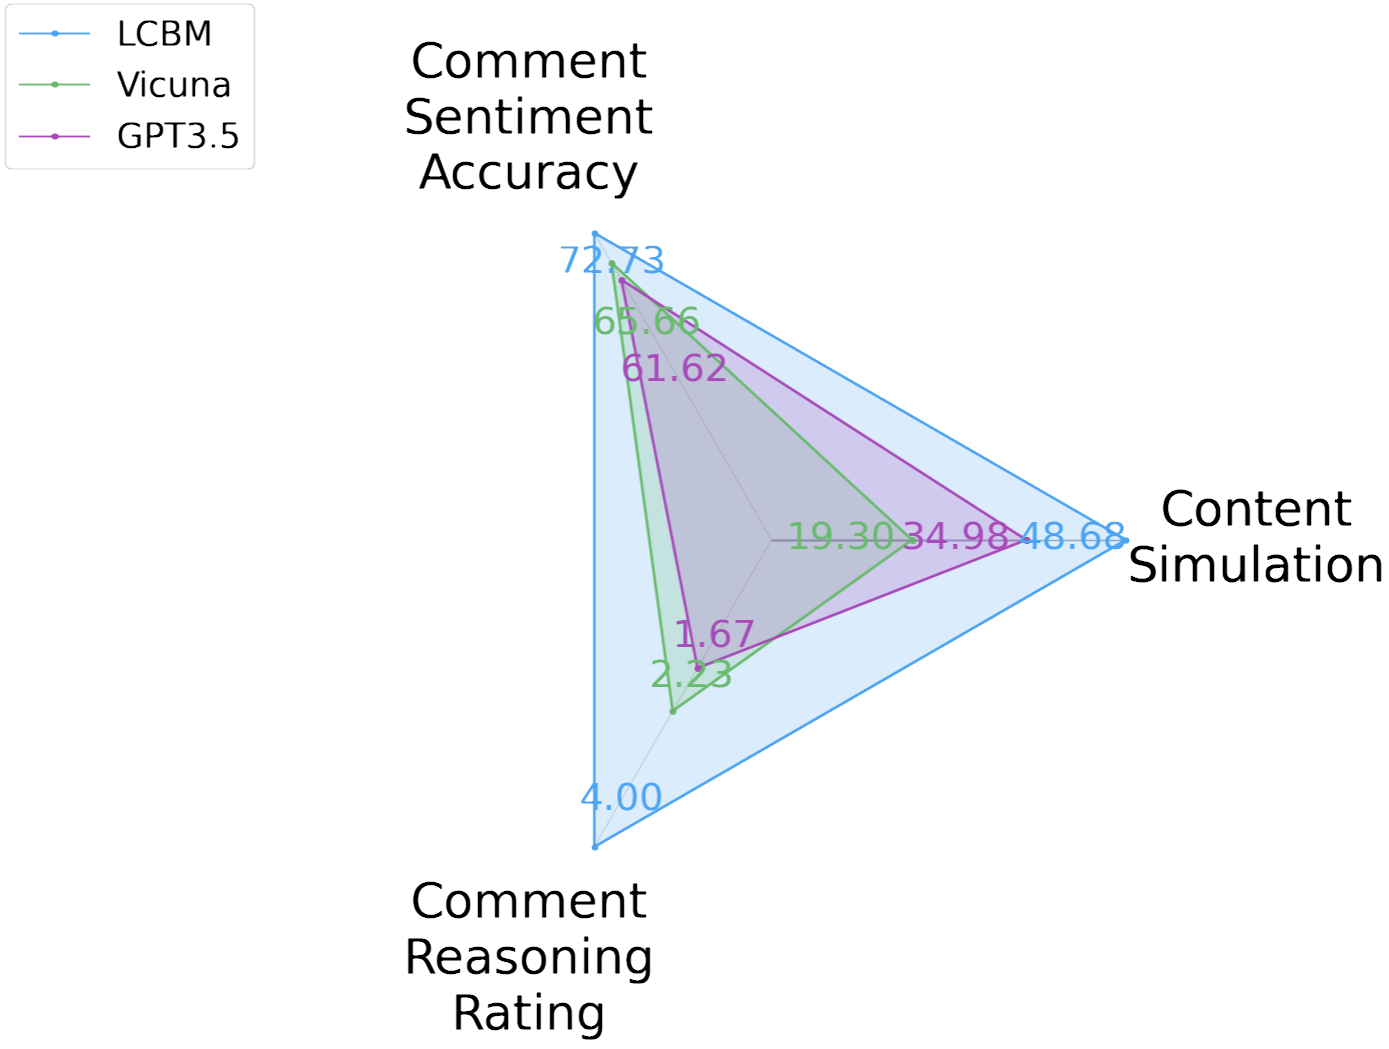 LCBM
Vicuna
GPT3.5
Comment
Sentiment
Accuracy
72.73
65.66
61.62
19.30
34.98
48.68
Content
Simulation
1.67
2.23
4.00
Comment
Reasoning
Rating